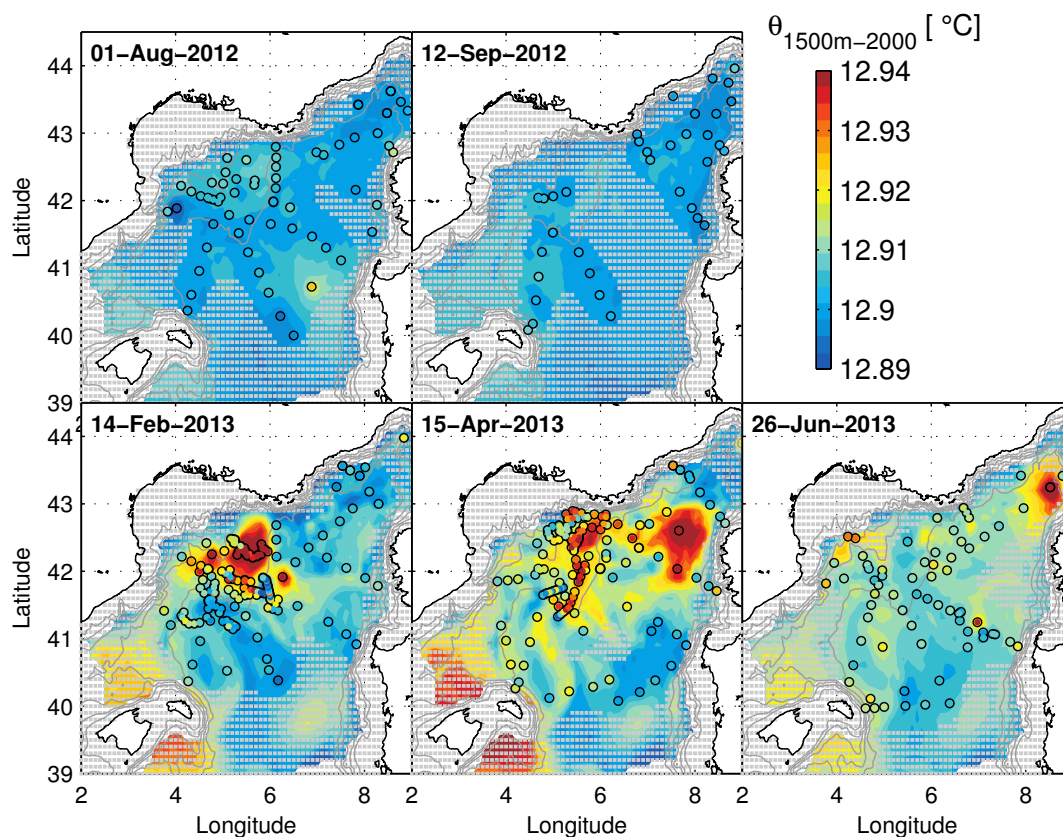 θ1500m−2000 [ °C]
01−Aug−2012
12−Sep−2012
44
43
42
41
40
39
Latitude
12.94
12.93
12.92
12.91
12.9
12.89
14−Feb−2013
15−Apr−2013
26−Jun−2013
44
43
42
41
40
39
Latitude
2 4 6 8 2 4 6 8 2 4 6 8
Longitude Longitude Longitude